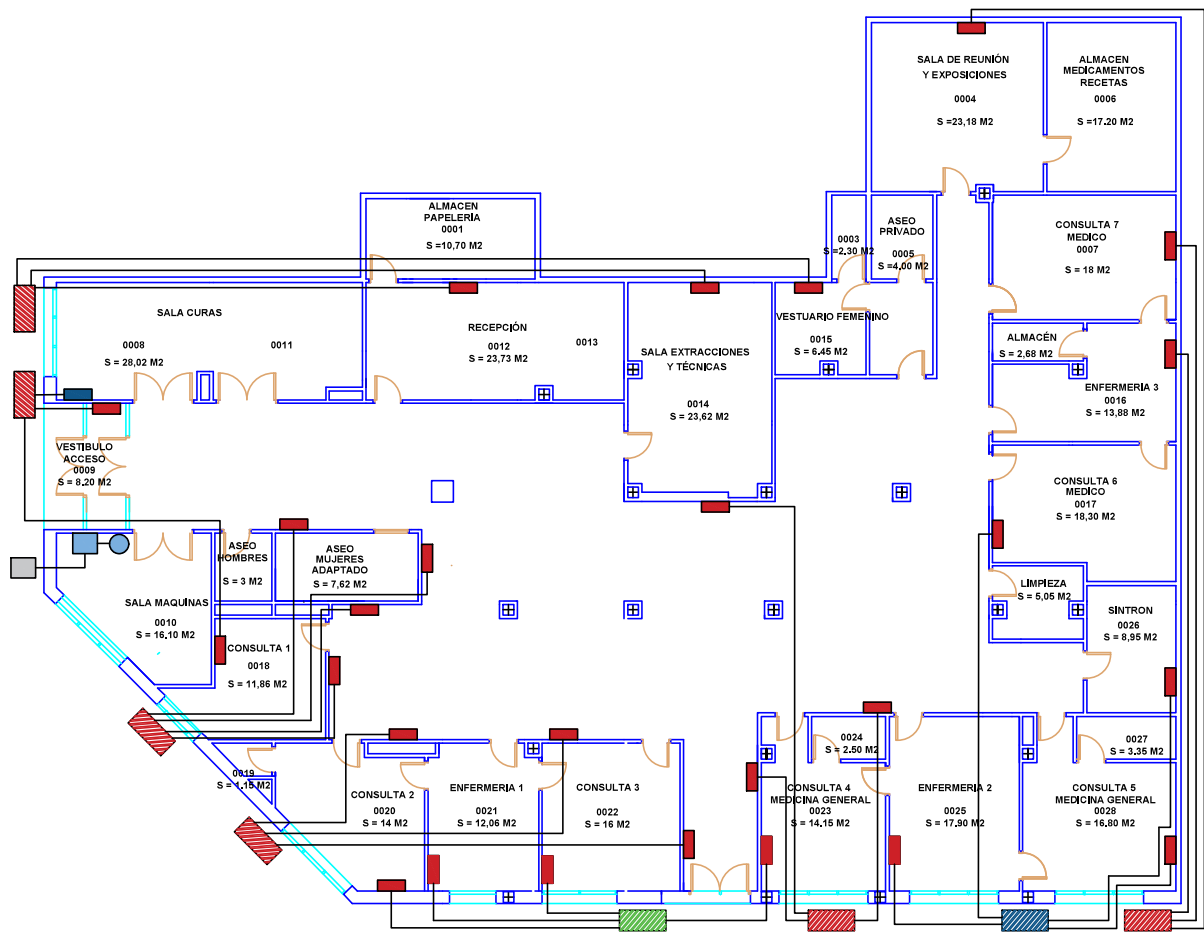 SALA DE REUNIÓN
Y EXPOSICIONES
0004
S =23,18 M2
ALMACEN
MEDICAMENTOS
RECETAS
0006
S =17.20 M2
ALMACEN
PAPELERÍA
0001
S =10,70 M2
0003
S =2.30 M2
ASEO
PRIVADO
0005
S =4.00 M2
CONSULTA 7
MEDICO
0007
S = 18 M2
SALA CURAS
0008
S = 28,02 M2
0011
RECEPCIÓN
0012
S = 23,73 M2
0013
SALA EXTRACCIONES
Y TÉCNICAS
0014
S = 23,62 M2
VESTUARIO FEMENINO
0015
S = 6.45 M2
ALMACÉN
S = 2,68 M2
ENFERMERIA 3
0016
S = 13,88 M2
VESTIBULO
ACCESO
0009
S = 8.20 M2
CONSULTA 6
MEDICO
0017
S = 18,30 M2
ASEO
HOMBRES
S = 3 M2
ASEO
MUJERES
ADAPTADO
S = 7,62 M2
LIMPIEZA
S = 5,05 M2
SINTRON
0026
S = 8,95 M2
SALA MAQUINAS
0010
S = 16.10 M2
CONSULTA 1
0018
S = 11,86 M2
0019
S = 1.15 M2
CONSULTA 2
0020
S = 14 M2
ENFERMERIA 1
0021
S = 12,06 M2
CONSULTA 3
0022
S = 16 M2
0024
S = 2.50 M2
CONSULTA 4
MEDICINA GENERAL
0023
S = 14.15 M2
ENFERMERIA 2
0025
S = 17.90 M2
0027
S = 3.35 M2
CONSULTA 5
MEDICINA GENERAL
0028
S = 16.80 M2